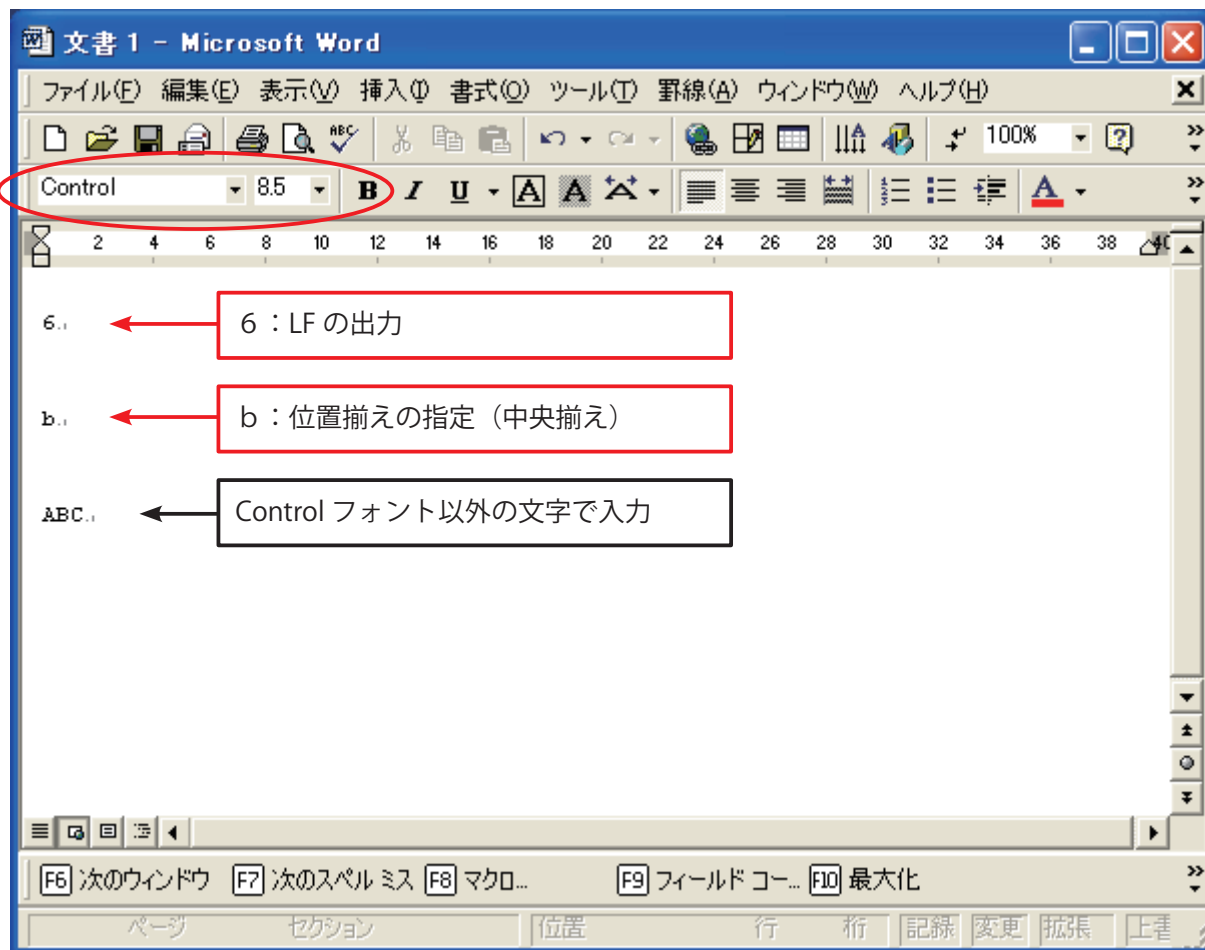 文書 1 - Microsoft Word
ファイル(F) 編集(E) 表示(V) 挿入(I) 書式(O) ツール(T) 罫線(A) ウィンドウ(W) ヘルプ(H)
ABC 100%
Control 8.5 B I U A A A
2 4 6 8 10 12 14 16 18 20 22 24 26 28 30 32 34 36 38 40
6
6：LF の出力
b
b：位置揃えの指定（中央揃え）
ABC
Control フォント以外の文字で入力
F6 次のウィンドウ F7 次のスペル ミス F8 マクロ... F9 フィールド コー... F10 最大化
ページ セクション 位置 行 桁 記録 変更 拡張 上書